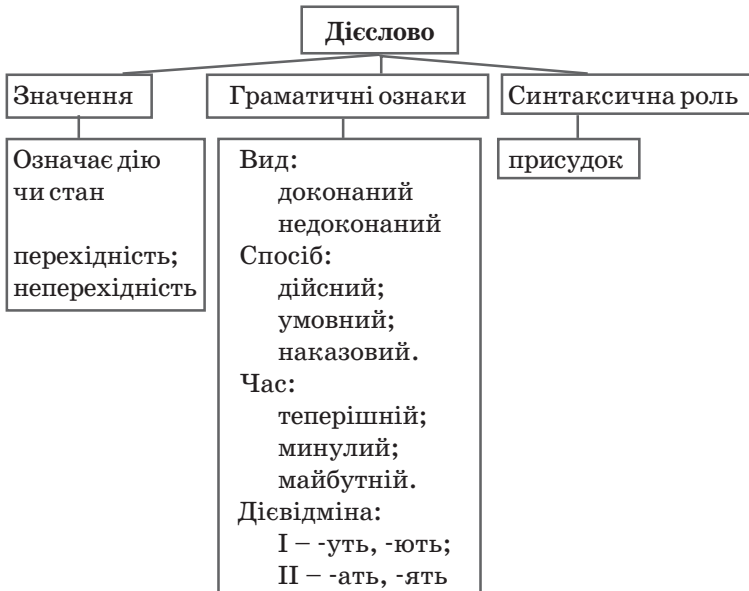 Дієслово
Значення
Означає дію
чи стан
перехідність;
неперехідність
Граматичні ознаки
Вид:
доконаний
недоконаний
Спосіб:
дійсний;
умовний;
наказовий.
Час:
теперішній;
минулий;
майбутній.
Дієвідміна:
І – -уть, -ють;
ІІ – -ать, -ять
Синтаксична роль
присудок